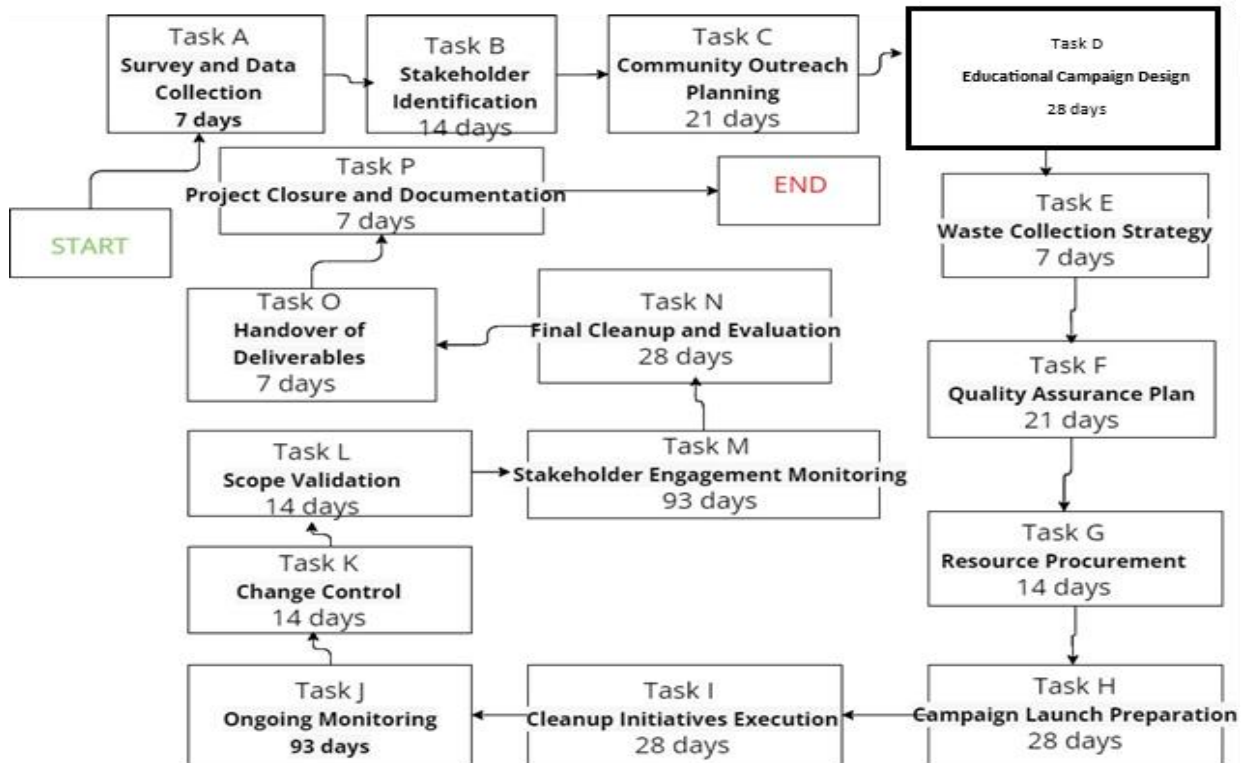 Task A
Survey and Data
Collection
7 days
Task B
Stakeholder
Identification
14 days
Task C
Community Outreach
Planning
21 days
Task D
Educational Campaign Design
28 days
Task P
Project Closure and Documentation
7 days
END
START
Task E
Waste Collection Strategy
7 days
Task O
Handover of
Deliverables
7 days
Task N
Final Cleanup and Evaluation
28 days
Task F
Quality Assurance Plan
21 days
Task L
Scope Validation
14 days
Task M
Stakeholder Engagement Monitoring
93 days
Task G
Resource Procurement
14 days
Task K
Change Control
14 days
Task J
Ongoing Monitoring
93 days
Task I
Cleanup Initiatives Execution
28 days
Task H
Campaign Launch Preparation
28 days